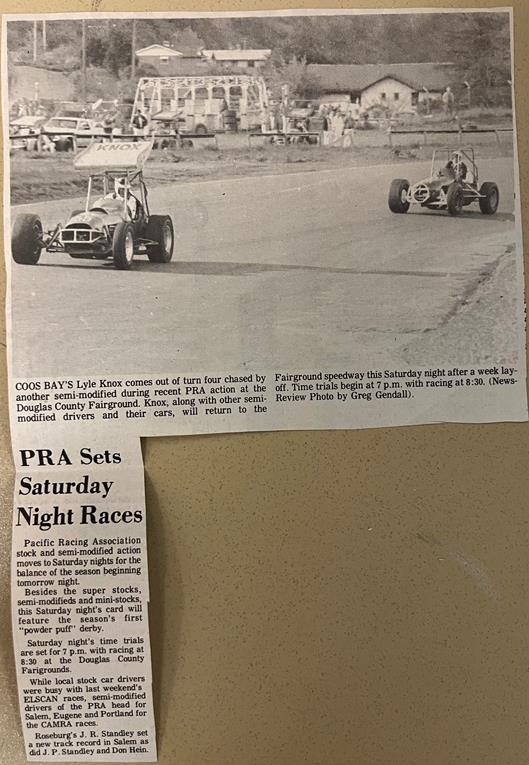 KNOX
COOS BAY'S Lyle Knox comes out of turn four chased by
another semi-modified during recent PRA action at the
Douglas County Fairground. Knox, along with other semi-
modified drivers and their cars, will return to the
Fairground speedway this Saturday night after a week lay-
off. Time trials begin at 7 p.m. with racing at 8:30. (News-
Review Photo by Greg Gendall).
PRA Sets
Saturday
Night Races
Pacific Racing Association
stock and semi-modified action
moves to Saturday nights for the
balance of the season beginning
tomorrow night.
Besides the super stocks,
semi-modifieds and mini-stocks,
this Saturday night's card will
feature the season's first
"powder puff" derby.
Saturday night's time trials
are set for 7 p.m. with racing at
8:30 at the Douglas County
Farigrounds.
While local stock car drivers
were busy with last weekend's
ELSCAN races, semi-modified
drivers of the PRA head for
Salem, Eugene and Portland for
the CAMRA races.
Roseburg's J. R. Standley set
a new track record in Salem as
did J. P. Standley and Don Hein.